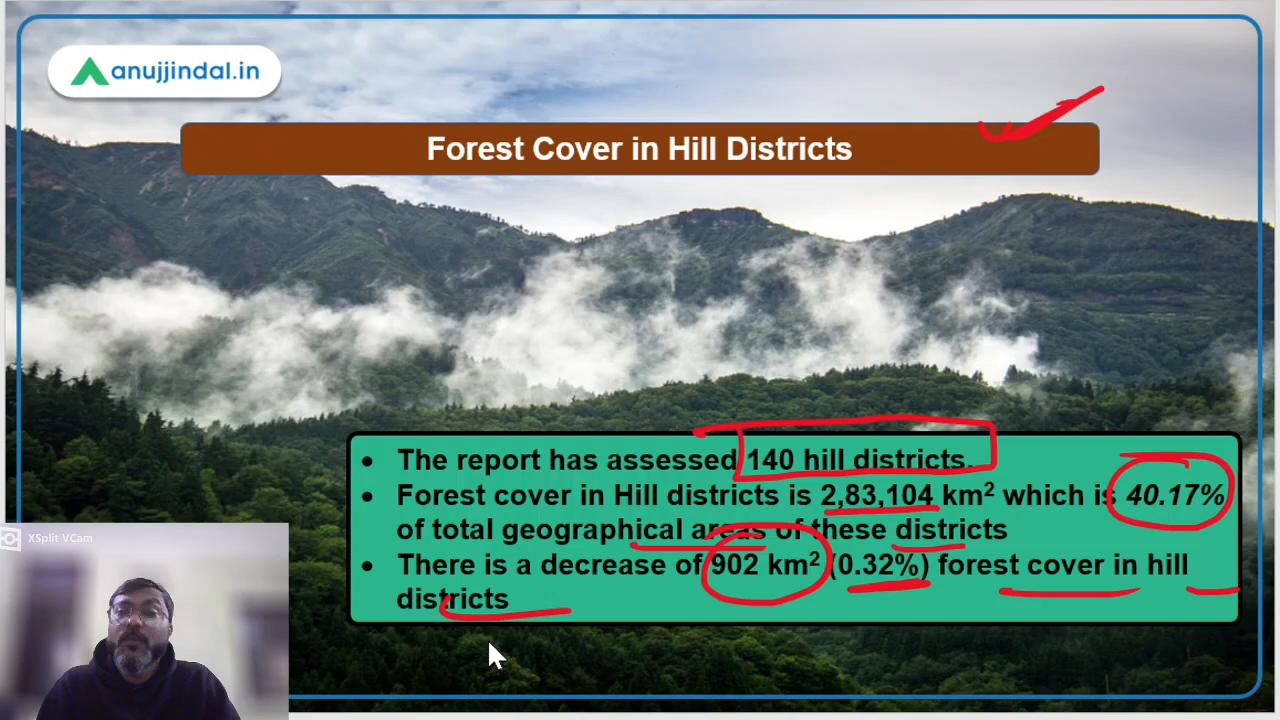 anujjindal.in
Forest Cover in Hill Districts
• The report has assessed 140 hill districts.
• Forest cover in Hill districts is 2,83,104 km² which is 40.17%
of total geographical areas of these districts
• There is a decrease of 902 km² (0.32%) forest cover in hill
districts
XSplit VCam